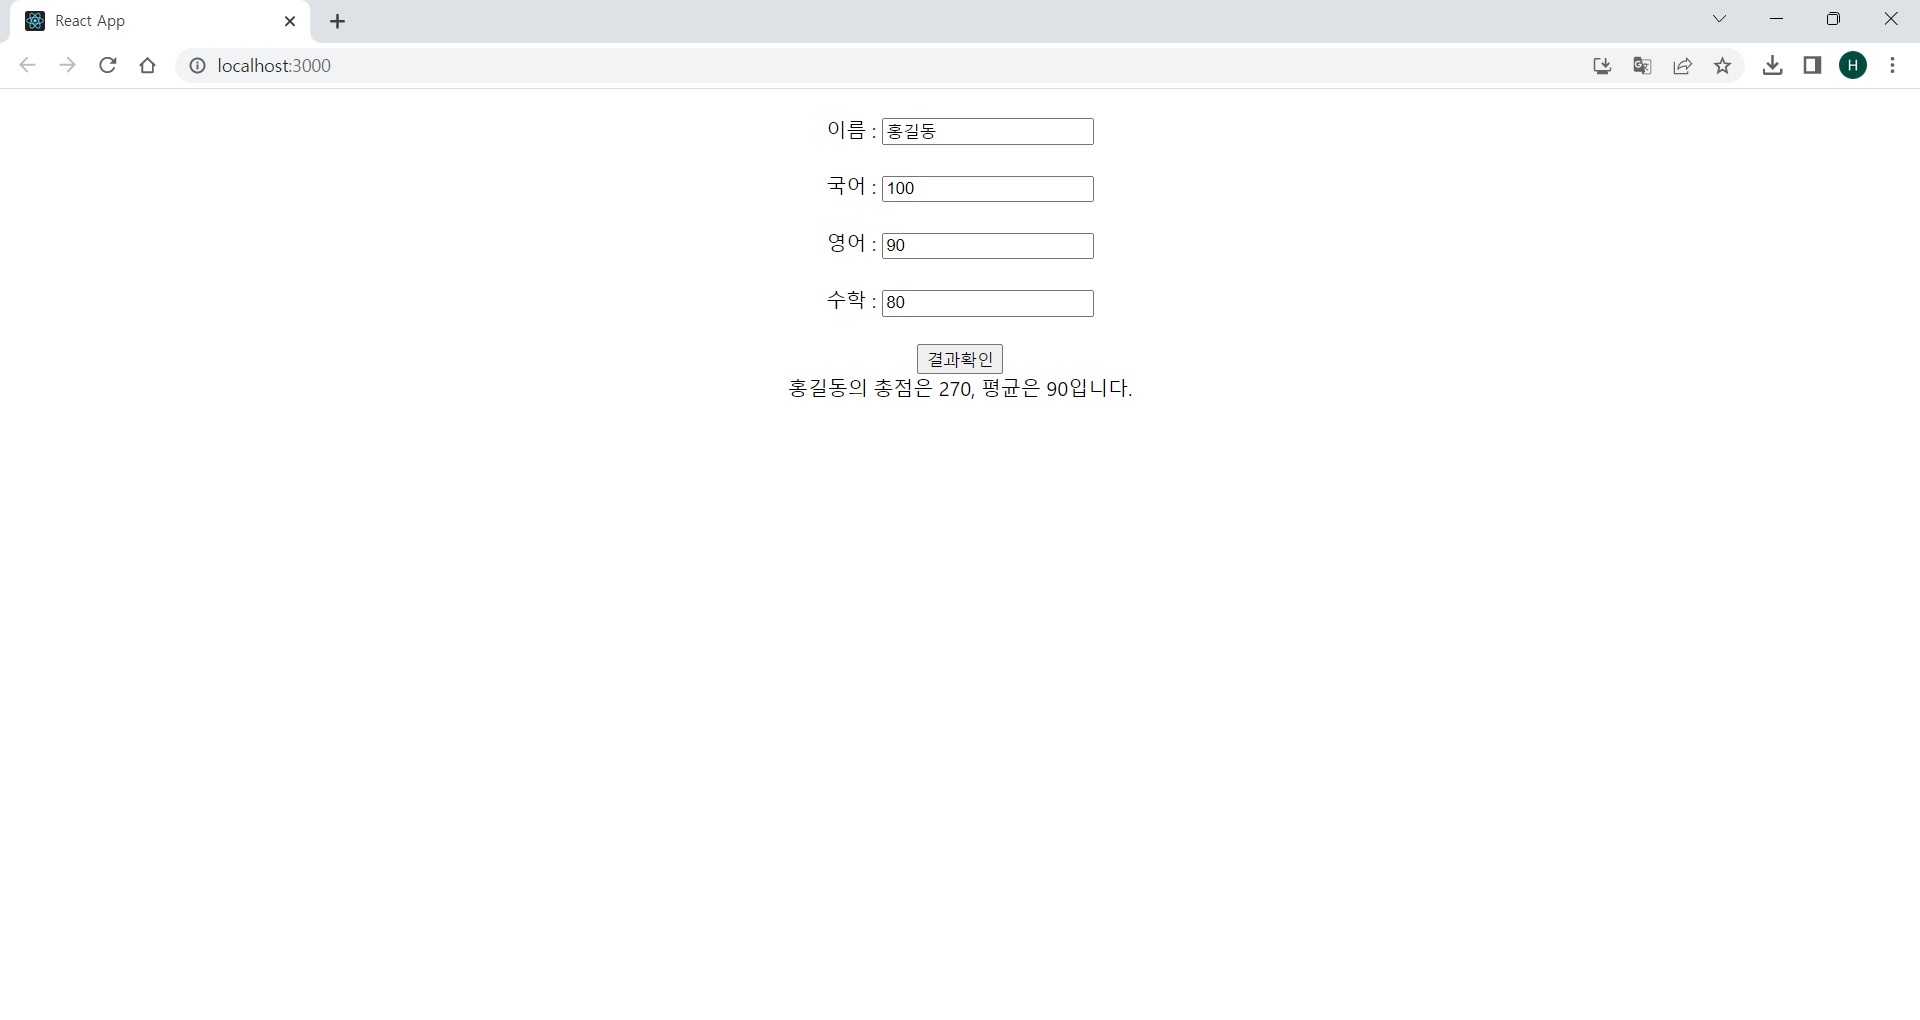 React App
localhost:3000
H
이름 : 홍길동
국어 : 100
영어 : 90
수학 : 80
결과확인
홍길동의 총점은 270, 평균은 90입니다.